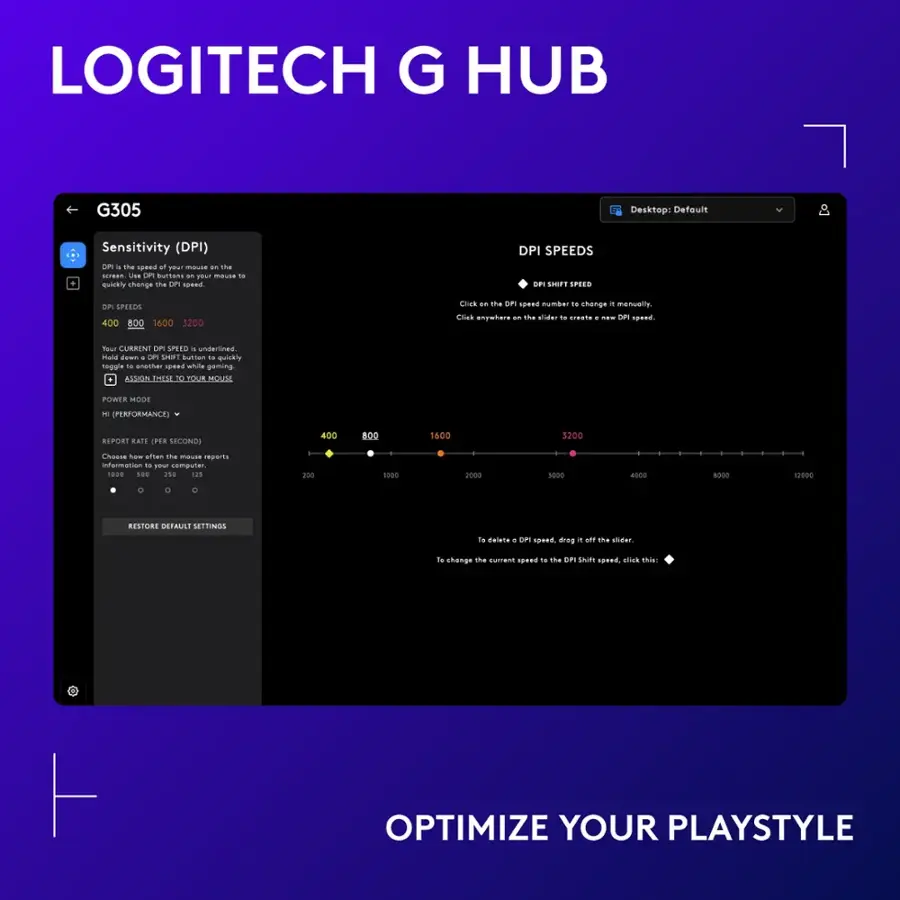 LOGITECH G HUB
G305
Desktop: Default
Sensitivity (DPI)
DPI is the speed of your mouse on the
screen. Use DPI buttons on your mouse to
quickly change the DPI speed.
DPI SPEEDS
400 800 1600 3200
Your CURRENT DPI SPEED is underlined.
Hold down a DPI SHIFT button to quickly
toggle to another speed while gaming.
ASSIGN THESE TO YOUR MOUSE
POWER MODE
HI (PERFORMANCE)
REPORT RATE (PER SECOND)
Choose how often the mouse reports
information to your computer.
1000 500 250 125
RESTORE DEFAULT SETTINGS
DPI SPEEDS
DPI SHIFT SPEED
Click on the DPI speed number to change it manually.
Click anywhere on the slider to create a new DPI speed.
400 800 1600 3200
200 1000 2000 3000 4000 8000 12000
To delete a DPI speed, drag it off the slider.
To change the current speed to the DPI Shift speed, click this:
OPTIMIZE YOUR PLAYSTYLE